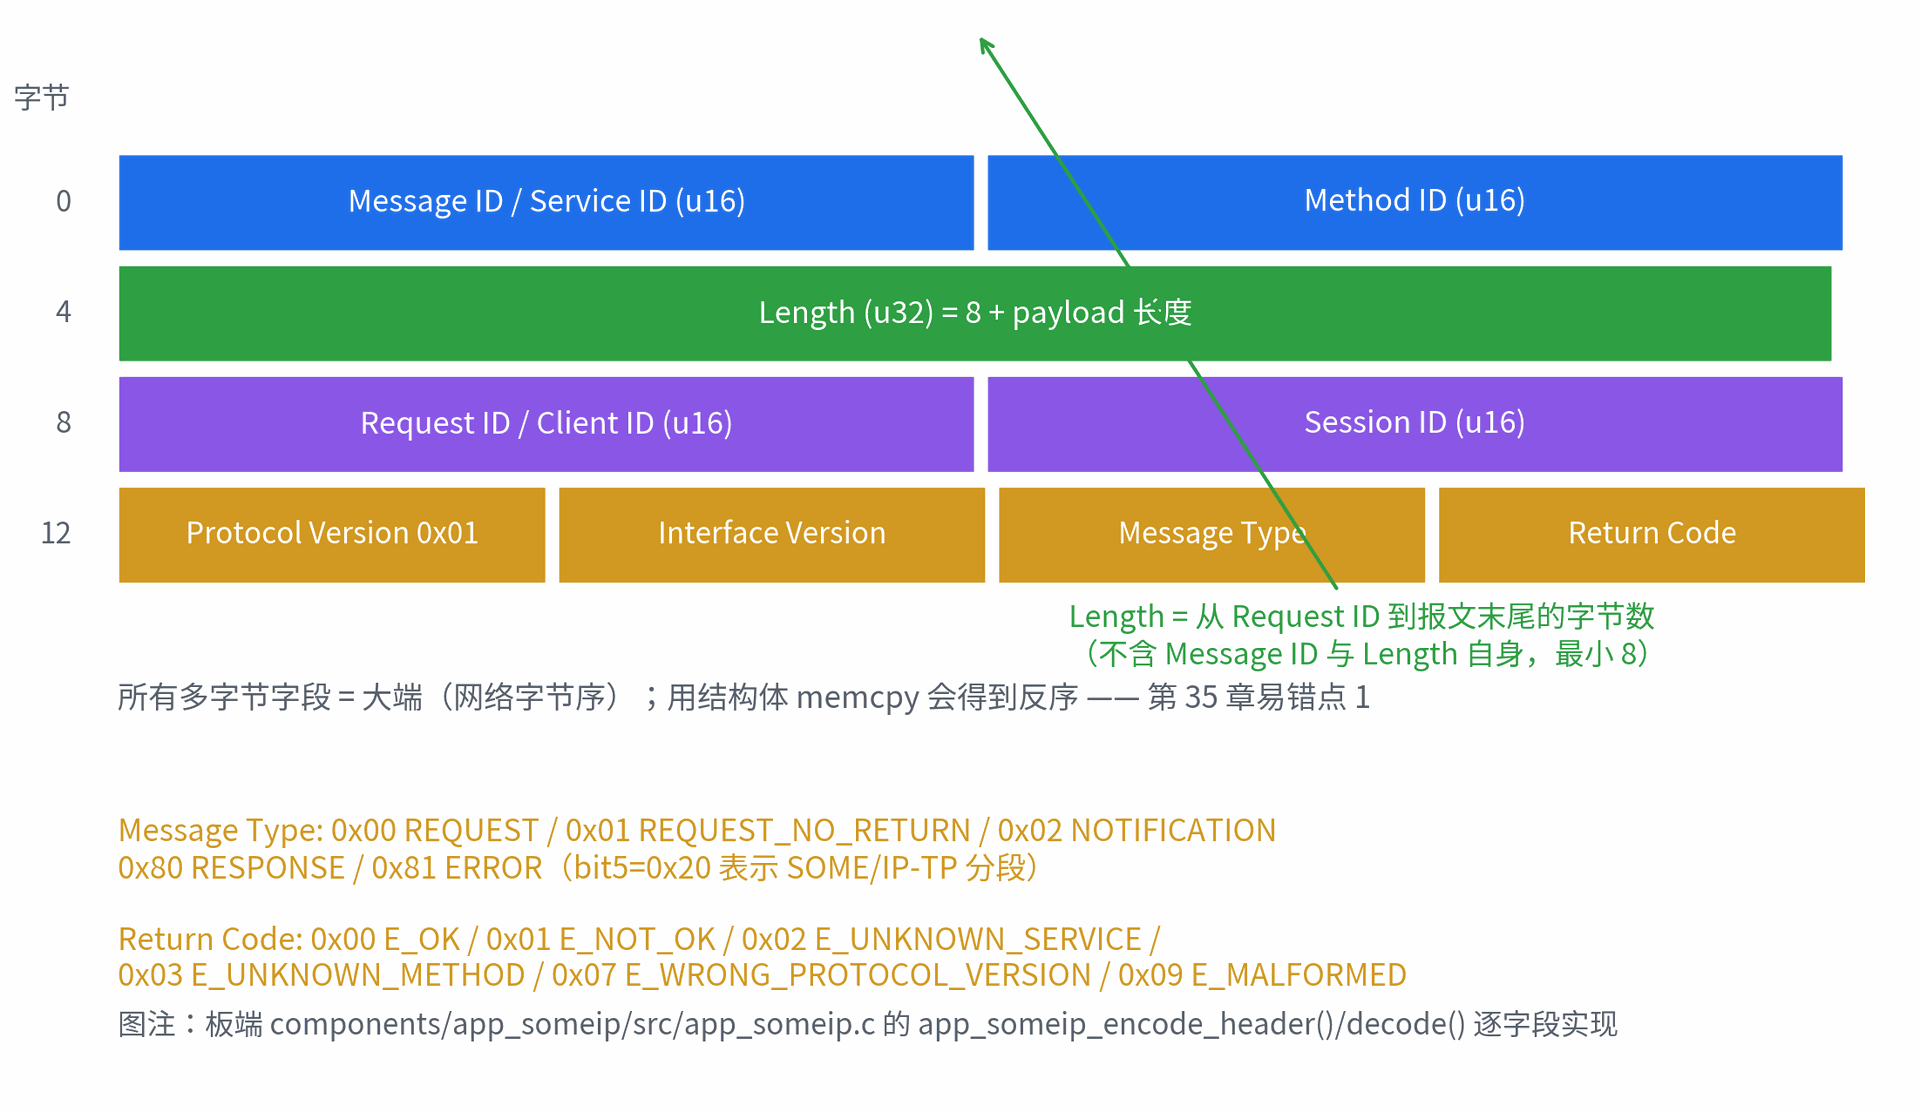 字节
0
Message ID / Service ID (u16)
Method ID (u16)
4
Length (u32) = 8 + payload 长度
8
Request ID / Client ID (u16)
Session ID (u16)
12
Protocol Version 0x01
Interface Version
Message Type
Return Code
Length = 从 Request ID 到报文末尾的字节数
（不含 Message ID 与 Length 自身，最小 8）
所有多字节字段 = 大端（网络字节序）；用结构体 memcpy 会得到反序 —— 第 35 章易错点 1
Message Type: 0x00 REQUEST / 0x01 REQUEST_NO_RETURN / 0x02 NOTIFICATION
0x80 RESPONSE / 0x81 ERROR（bit5=0x20 表示 SOME/IP-TP 分段）
Return Code: 0x00 E_OK / 0x01 E_NOT_OK / 0x02 E_UNKNOWN_SERVICE /
0x03 E_UNKNOWN_METHOD / 0x07 E_WRONG_PROTOCOL_VERSION / 0x09 E_MALFORMED
图注：板端 components/app_someip/src/app_someip.c 的 app_someip_encode_header()/decode() 逐字段实现